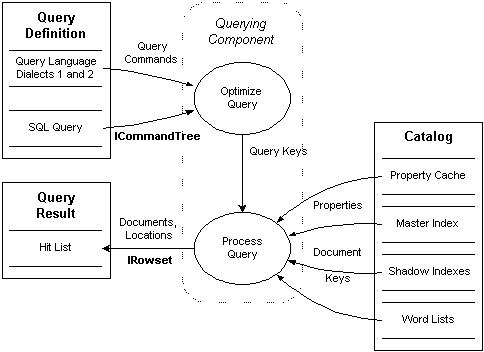 Query
Definition
Query Language
Dialects 1 and 2
SQL Query
Query
Commands
ICommandTree
Querying
Component
Optimize
Query
Query Keys
Query
Result
Hit List
Documents,
Locations
IRowset
Process
Query
Properties
Document
Keys
Catalog
Property Cache
Master Index
Shadow Indexes
Word Lists